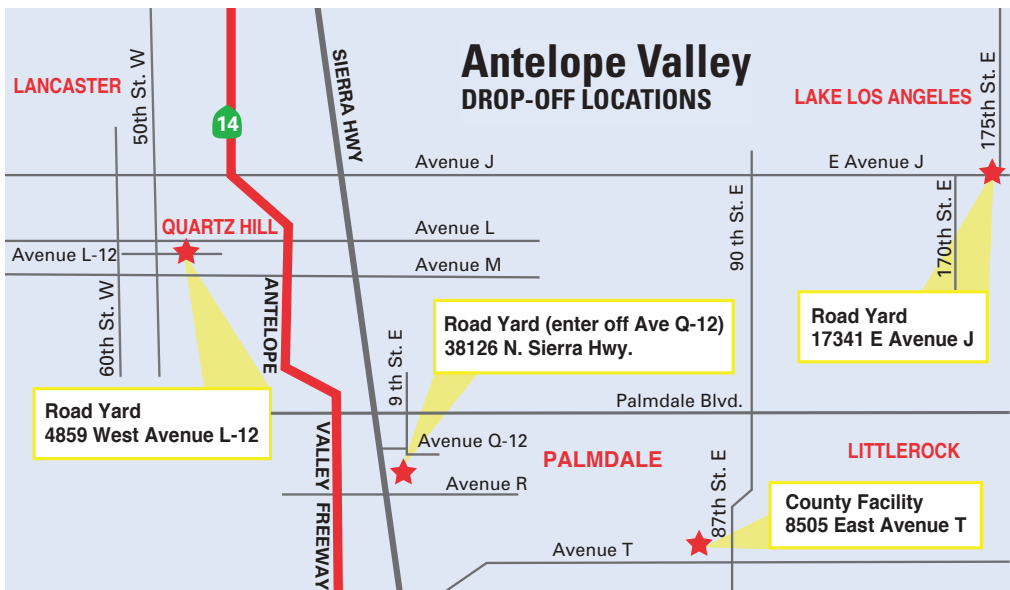 Antelope Valley
DROP-OFF LOCATIONS
LANCASTER
50th St. W
14
SIERRA HWY
LAKE LOS ANGELES
175th St. E
Avenue J
E Avenue J
QUARTZ HILL
Avenue L
Avenue L-12
Avenue M
60th St. W
ANTELOPE
VALLEY FREEWAY
90 th St. E
170th St. E
Road Yard
17341 E Avenue J
Road Yard (enter off Ave Q-12)
38126 N. Sierra Hwy.
9 th St. E
Road Yard
4859 West Avenue L-12
Palmdale Blvd.
Avenue Q-12
PALMDALE
LITTLEROCK
Avenue R
87th St. E
County Facility
8505 East Avenue T
Avenue T